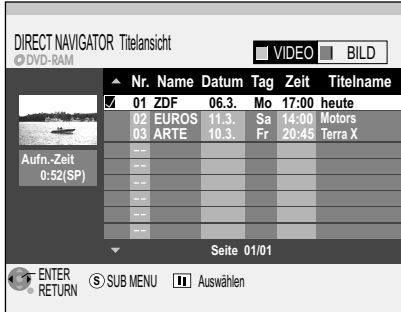 DIRECT NAVIGATOR Titelansicht
DVD-RAM
VIDEO BILD
Nr. Name Datum Tag Zeit Titelname
01 ZDF 06.3. Mo 17:00 heute
02 EUROS 11.3. Sa 14:00 Motors
03 ARTE 10.3. Fr 20:45 Terra X
--
--
--
--
--
Aufn.-Zeit
0:52(SP)
Seite 01/01
ENTER
RETURN
S SUB MENU Auswählen